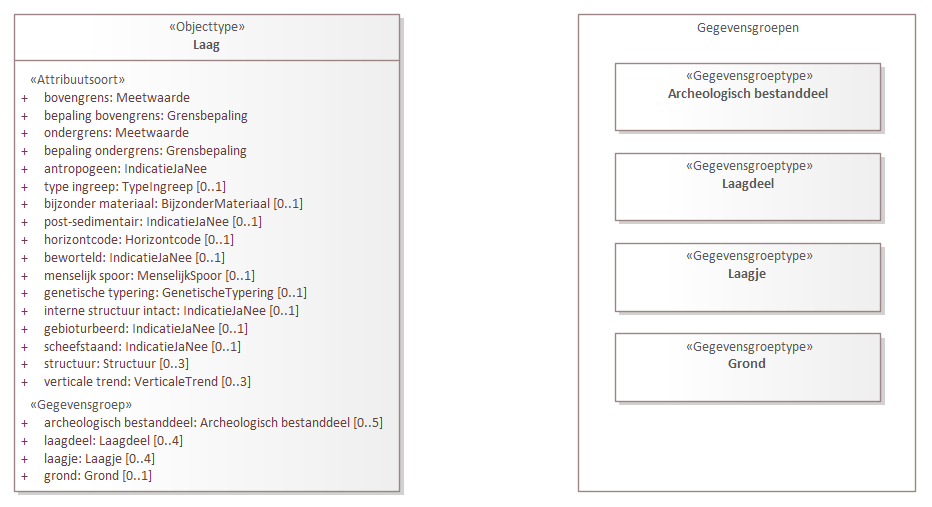 «Objecttype»
Laag
«Attribuutsoort»
+ bovengrens: Meetwaarde
+ bepaling bovengrens: Grensbepaling
+ ondergrens: Meetwaarde
+ bepaling ondergrens: Grensbepaling
+ antropogeen: IndicatieJaNee
+ type ingreep: TypeIngreep [0..1]
+ bijzonder materiaal: BijzonderMateriaal [0..1]
+ post-sedimentair: IndicatieJaNee [0..1]
+ horizontcode: Horizontcode [0..1]
+ beworteld: IndicatieJaNee [0..1]
+ menselijk spoor: MenselijkSpoor [0..1]
+ genetische typering: GenetischeTypering [0..1]
+ interne structuur intact: IndicatieJaNee [0..1]
+ gebioturbeerd: IndicatieJaNee [0..1]
+ scheefstaand: IndicatieJaNee [0..1]
+ structuur: Structuur [0..3]
+ verticale trend: VerticaleTrend [0..3]
«Gegevensgroep»
+ archeologisch bestanddeel: Archeologisch bestanddeel [0..5]
+ laagdeel: Laagdeel [0..4]
+ laagje: Laagje [0..4]
+ grond: Grond [0..1]
Gegevensgroepen
«Gegevensgroeptype»
Archeologisch bestanddeel
«Gegevensgroeptype»
Laagdeel
«Gegevensgroeptype»
Laagje
«Gegevensgroeptype»
Grond